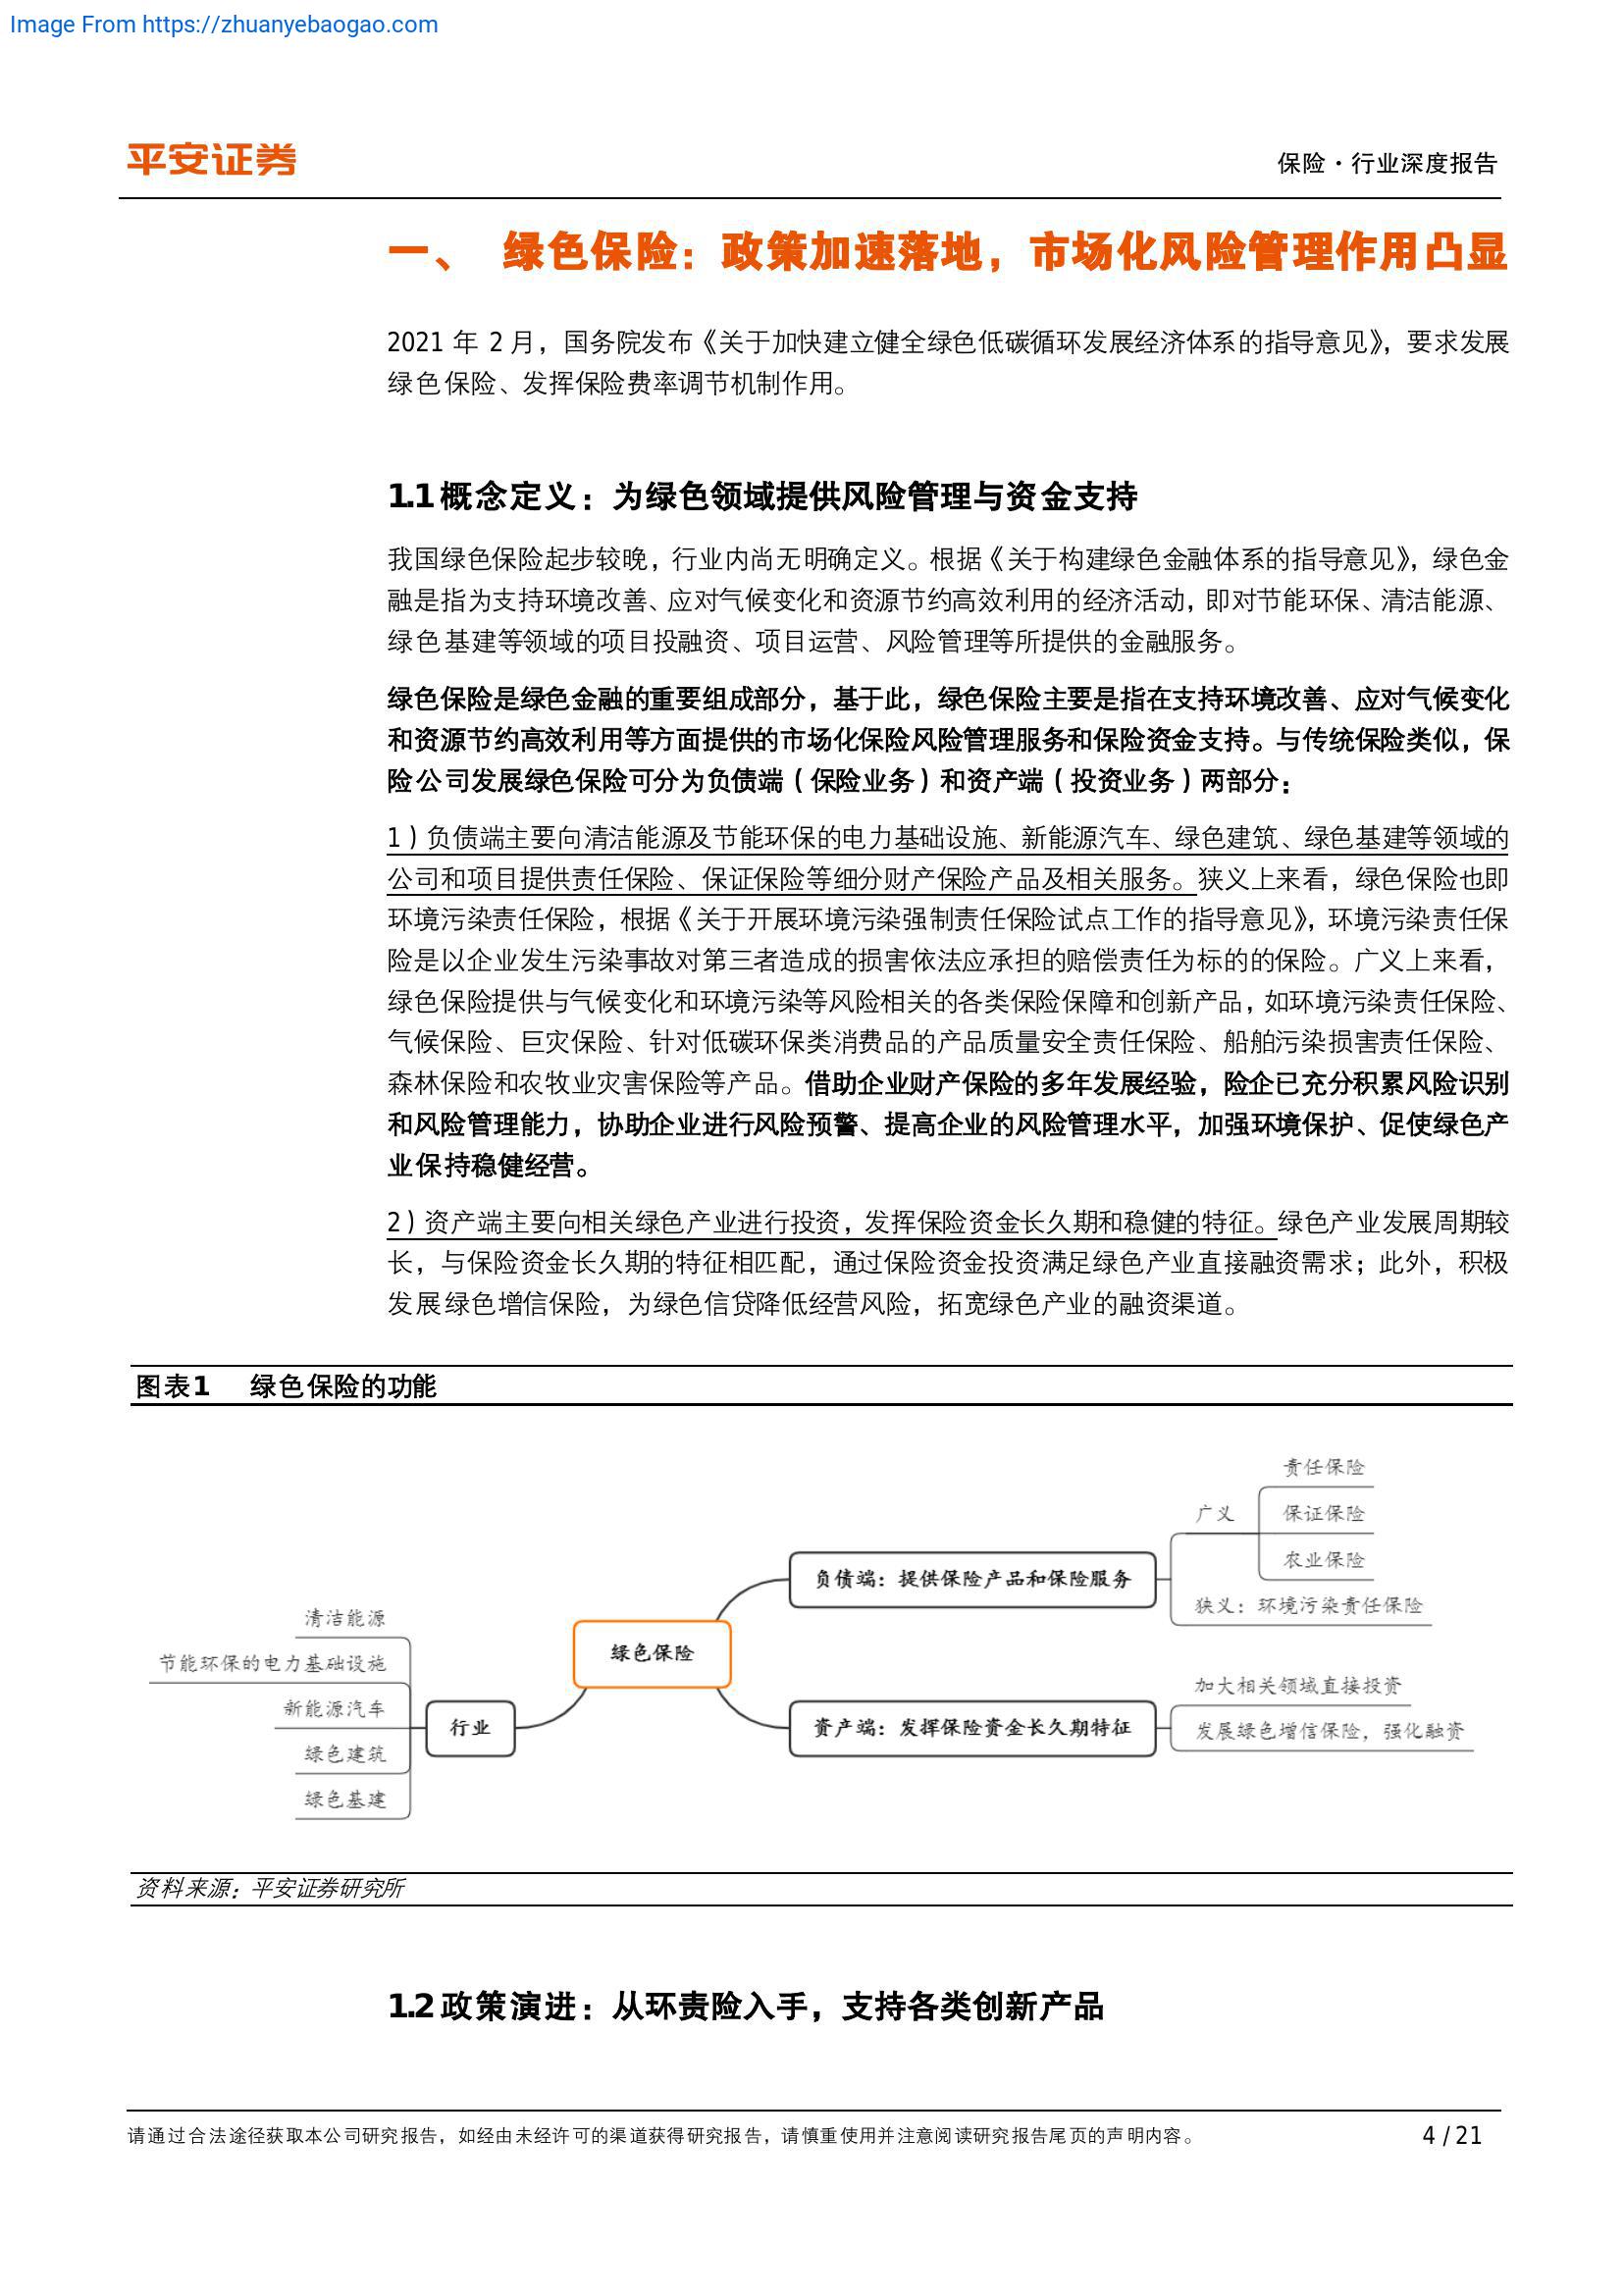 Image From https://zhuanyebaogao.com
平安证券
保险·行业深度报告
一、 绿色保险：政策加速落地，市场化风险管理作用凸显
2021 年 2 月，国务院发布《关于加快建立健全绿色低碳循环发展经济体系的指导意见》，要求发展
绿色保险、发挥保险费率调节机制作用。
1.1 概念定义：为绿色领域提供风险管理与资金支持
我国绿色保险起步较晚，行业内尚无明确定义。根据《关于构建绿色金融体系的指导意见》，绿色金
融是指为支持环境改善、应对气候变化和资源节约高效利用的经济活动，即对节能环保、清洁能源、
绿色基建等领域的项目投融资、项目运营、风险管理等所提供的金融服务。
绿色保险是绿色金融的重要组成部分，基于此，绿色保险主要是指在支持环境改善、应对气候变化
和资源节约高效利用等方面提供的市场化保险风险管理服务和保险资金支持。与传统保险类似，保
险公司发展绿色保险可分为负债端（保险业务）和资产端（投资业务）两部分：
1）负债端主要向清洁能源及节能环保的电力基础设施、新能源汽车、绿色建筑、绿色基建等领域的
公司和项目提供责任保险、保证保险等细分财产保险产品及相关服务。狭义上来看，绿色保险也即
环境污染责任保险，根据《关于开展环境污染强制责任保险试点工作的指导意见》，环境污染责任保
险是以企业发生污染事故对第三者造成的损害依法应承担的赔偿责任为标的的保险。广义上来看，
绿色保险提供与气候变化和环境污染等风险相关的各类保险保障和创新产品，如环境污染责任保险、
气候保险、巨灾保险、针对低碳环保类消费品的产品质量安全责任保险、船舶污染损害责任保险、
森林保险和农牧业灾害保险等产品。借助企业财产保险的多年发展经验，险企已充分积累风险识别
和风险管理能力，协助企业进行风险预警、提高企业的风险管理水平，加强环境保护、促使绿色产
业保持稳健经营。
2）资产端主要向相关绿色产业进行投资，发挥保险资金长久期和稳健的特征。绿色产业发展周期较
长，与保险资金长久期的特征相匹配，通过保险资金投资满足绿色产业直接融资需求；此外，积极
发展绿色增信保险，为绿色信贷降低经营风险，拓宽绿色产业的融资渠道。
图表1 绿色保险的功能
清洁能源
节能环保的电力基础设施
新能源汽车
绿色建筑
绿色基建
行业
绿色保险
负债端：提供保险产品和保险服务
广义
责任保险
保证保险
农业保险
狭义：环境污染责任保险
资产端：发挥保险资金长久期特征
加大相关领域直接投资
发展绿色增信保险，强化融资
资料来源：平安证券研究所
1.2 政策演进：从环责险入手，支持各类创新产品
请通过合法途径获取本公司研究报告，如经由未经许可的渠道获得研究报告，请慎重使用并注意阅读研究报告尾页的声明内容。
4 / 21